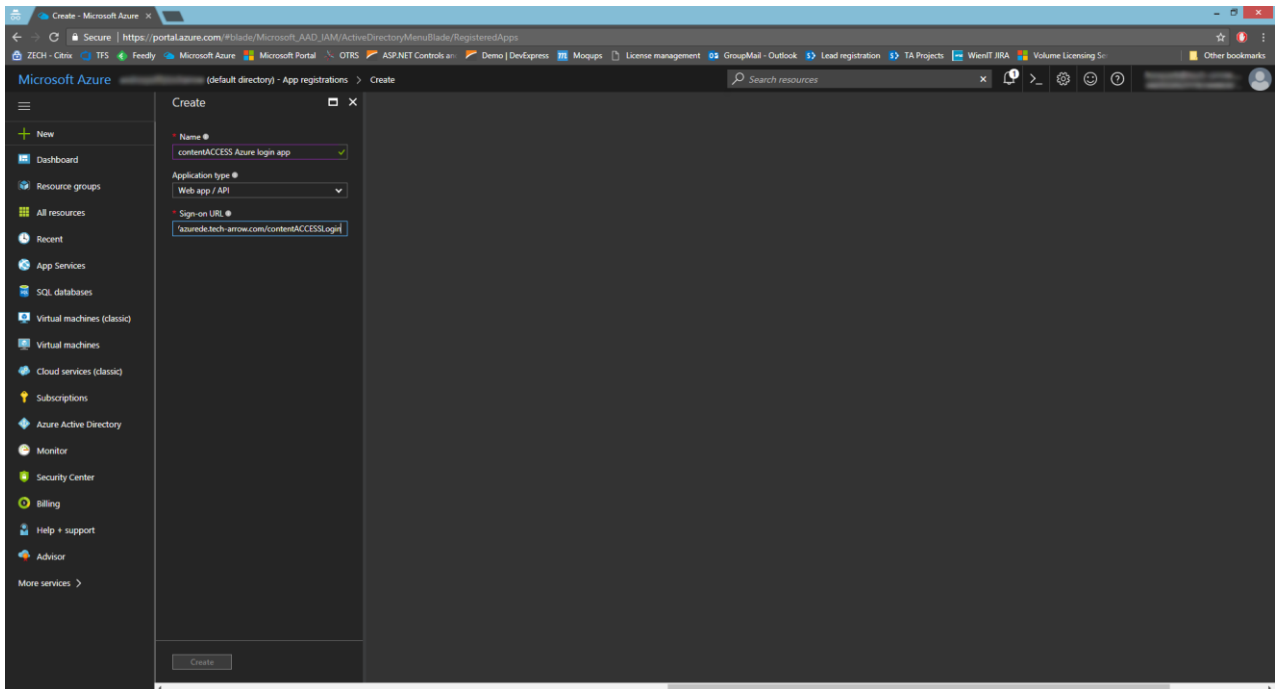 Create - Microsoft Azure
Secure | https://portal.azure.com/#blade/Microsoft_AAD_IAM/ActiveDirectoryMenuBlade/RegisteredApps
ZECH - Citrix TFS Feedly Microsoft Azure Microsoft Portal OTRS ASP.NET Controls an Demo | DevExpress Moqups License management GroupMail - Outlook Lead registration TA Projects WienIT JIRA Volume Licensing Se Other bookmarks
Microsoft Azure (default directory) - App registrations > Create Search resources
Create
New
* Name
contentACCESS Azure login app
Dashboard
Application type
Resource groups
Web app / API
All resources
* Sign-on URL
'azurede.tech-arrow.com/contentACCESSLogin
Recent
App Services
SQL databases
Virtual machines (classic)
Virtual machines
Cloud services (classic)
Subscriptions
Azure Active Directory
Monitor
Security Center
Billing
Help + support
Advisor
More services >
Create